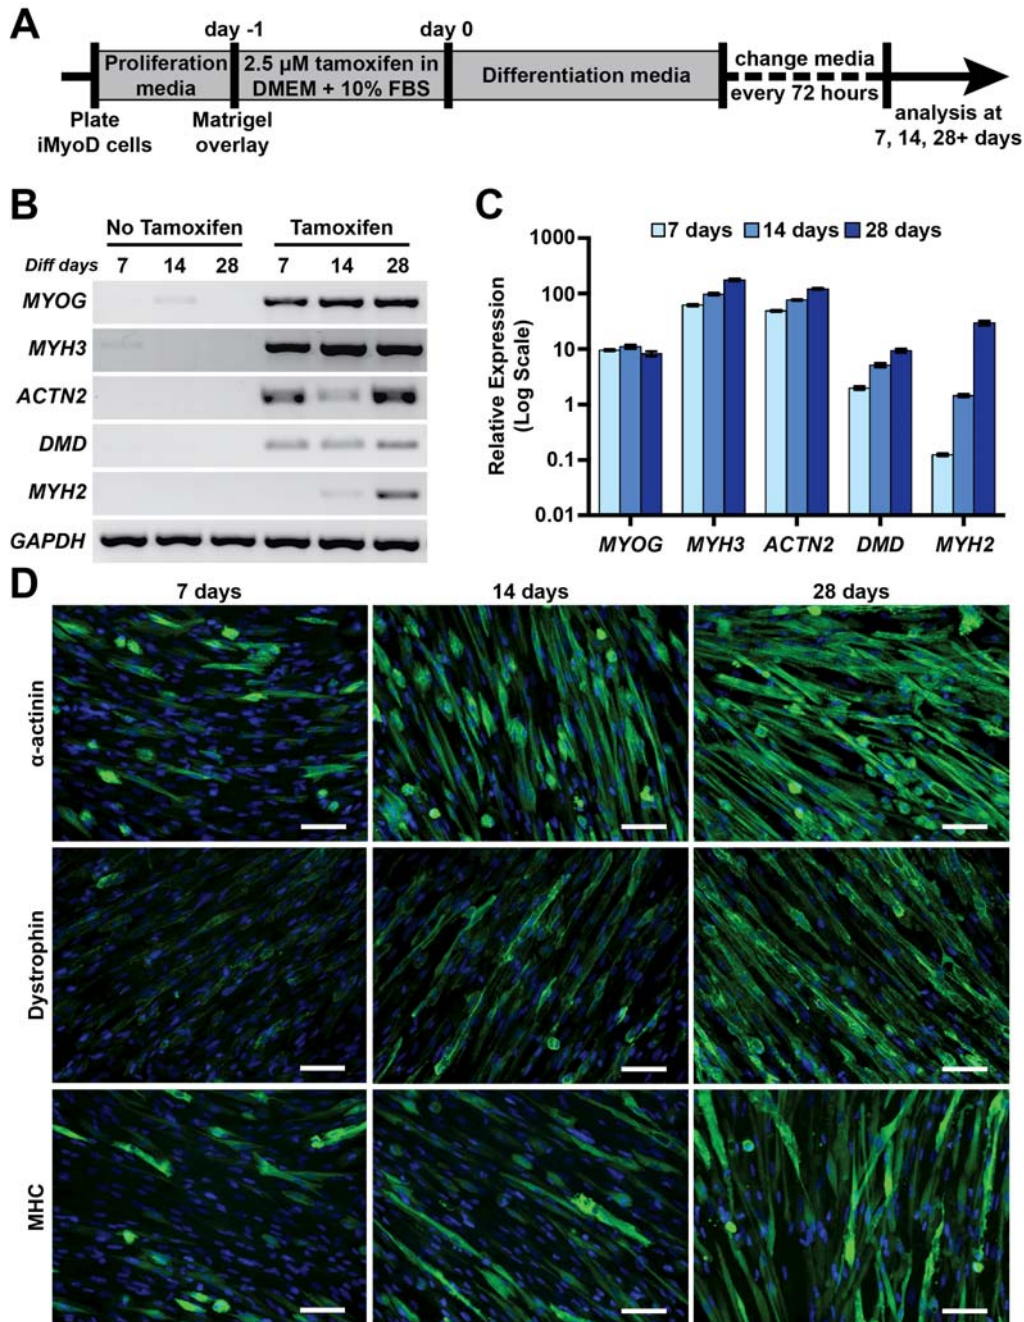 A
day -1
day 0
Proliferation
media
2.5 µM tamoxifen in
DMEM + 10% FBS
Differentiation media
change media
every 72 hours
Plate
iMyoD cells
Matrigel
overlay
analysis at
7, 14, 28+ days
B
No Tamoxifen
Tamoxifen
Diff days 7 14 28 7 14 28
MYOG
MYH3
ACTN2
DMD
MYH2
GAPDH
C
7 days 14 days 28 days
Relative Expression
(Log Scale)
1000
100
10
1
0.1
0.01
MYOG MYH3 ACTN2 DMD MYH2
D
7 days 14 days 28 days
α-actinin
Dystrophin
MHC